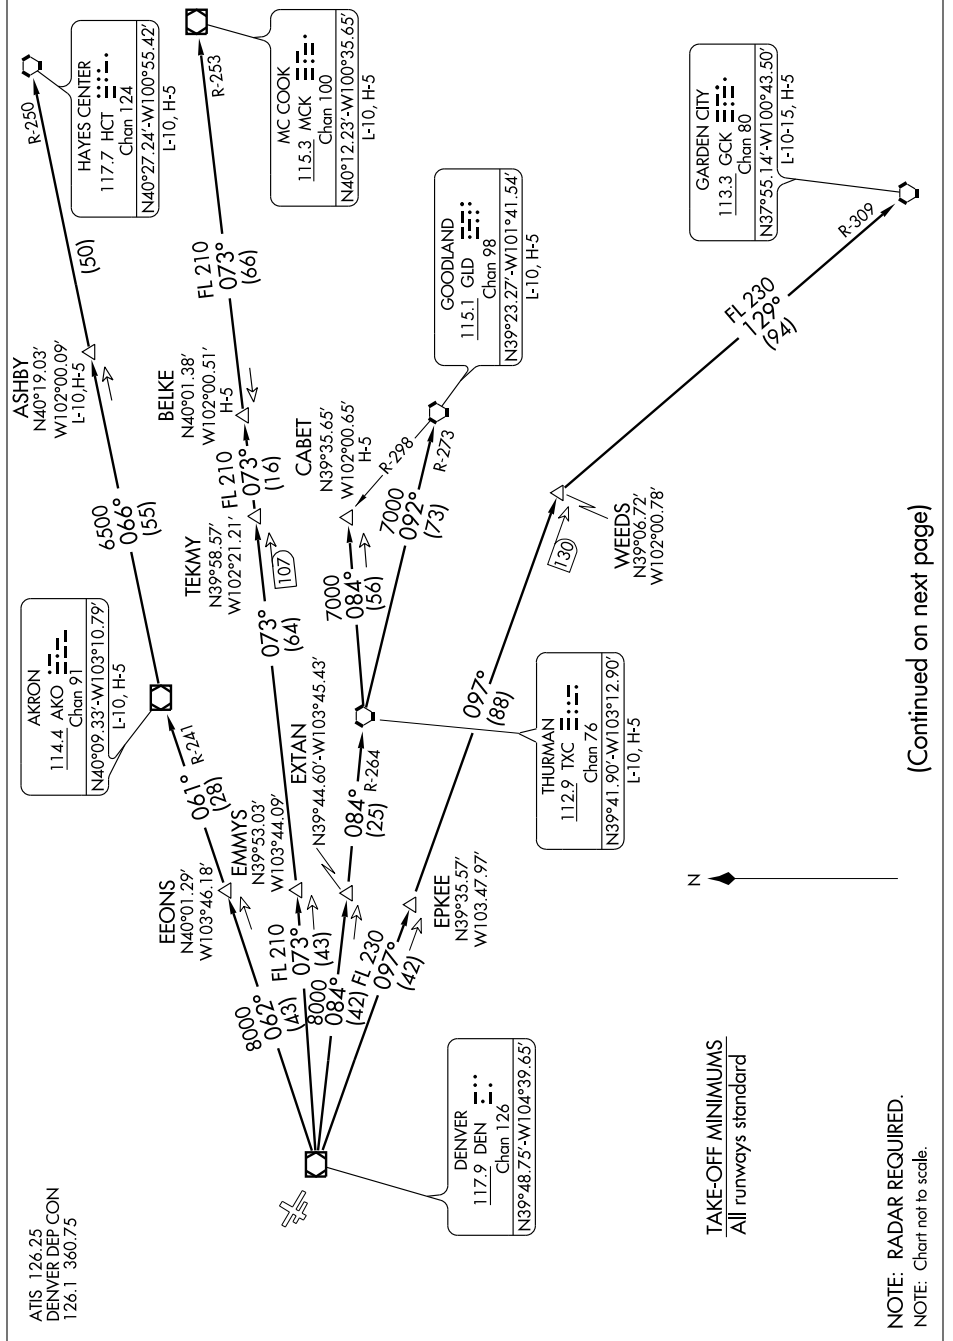 ATIS 126.25
DENVER DEP CON
126.1 360.75
HAYES CENTER
117.7 HCT
Chan 124
N40°27.24'-W100°55.42'
L-10, H-5
R-250
(50)
ASHBY
N40°19.03'
W102°00.09'
L-10,H-5
6500
066°
(55)
AKRON
114.4 AKO
Chan 91
N40°09.33'-W103°10.79'
L-10, H-5
R-241
061°
(28)
EEONS
N40°01.29'
W103°46.18'
8000
062°
(43)
MC COOK
115.3 MCK
Chan 100
N40°12.23'-W100°35.65'
L-10, H-5
R-253
FL 210
073°
(66)
BELKE
N40°01.38'
W102°00.51'
H-5
FL 210
073°
(16)
TEKMY
N39°58.57'
W102°21.21'
107
073°
(64)
EMMYS
N39°53.03'
W103°44.09'
FL 210
073°
(43)
GOODLAND
115.1 GLD
Chan 98
N39°23.27'-W101°41.54'
L-10, H-5
R-298
R-273
CABET
N39°35.65'
W102°00.65'
H-5
7000
084°
(56)
7000
092°
(73)
THURMAN
112.9 TXC
Chan 76
N39°41.90'-W103°12.90'
L-10, H-5
R-264
084°
(25)
EXTAN
N39°44.60'-W103°45.43'
8000
084°
(42)
GARDEN CITY
113.3 GCK
Chan 80
N37°55.14'-W100°43.50'
L-10-15, H-5
R-309
FL 230
129°
(94)
WEEDS
N39°06.72'
W102°00.78'
130
097°
(88)
EPKEE
N39°35.57'
W103.47.97'
FL 230
097°
(42)
DENVER
117.9 DEN
Chan 126
N39°48.75'-W104°39.65'
N
TAKE-OFF MINIMUMS
All runways standard
NOTE: RADAR REQUIRED.
NOTE: Chart not to scale.
(Continued on next page)